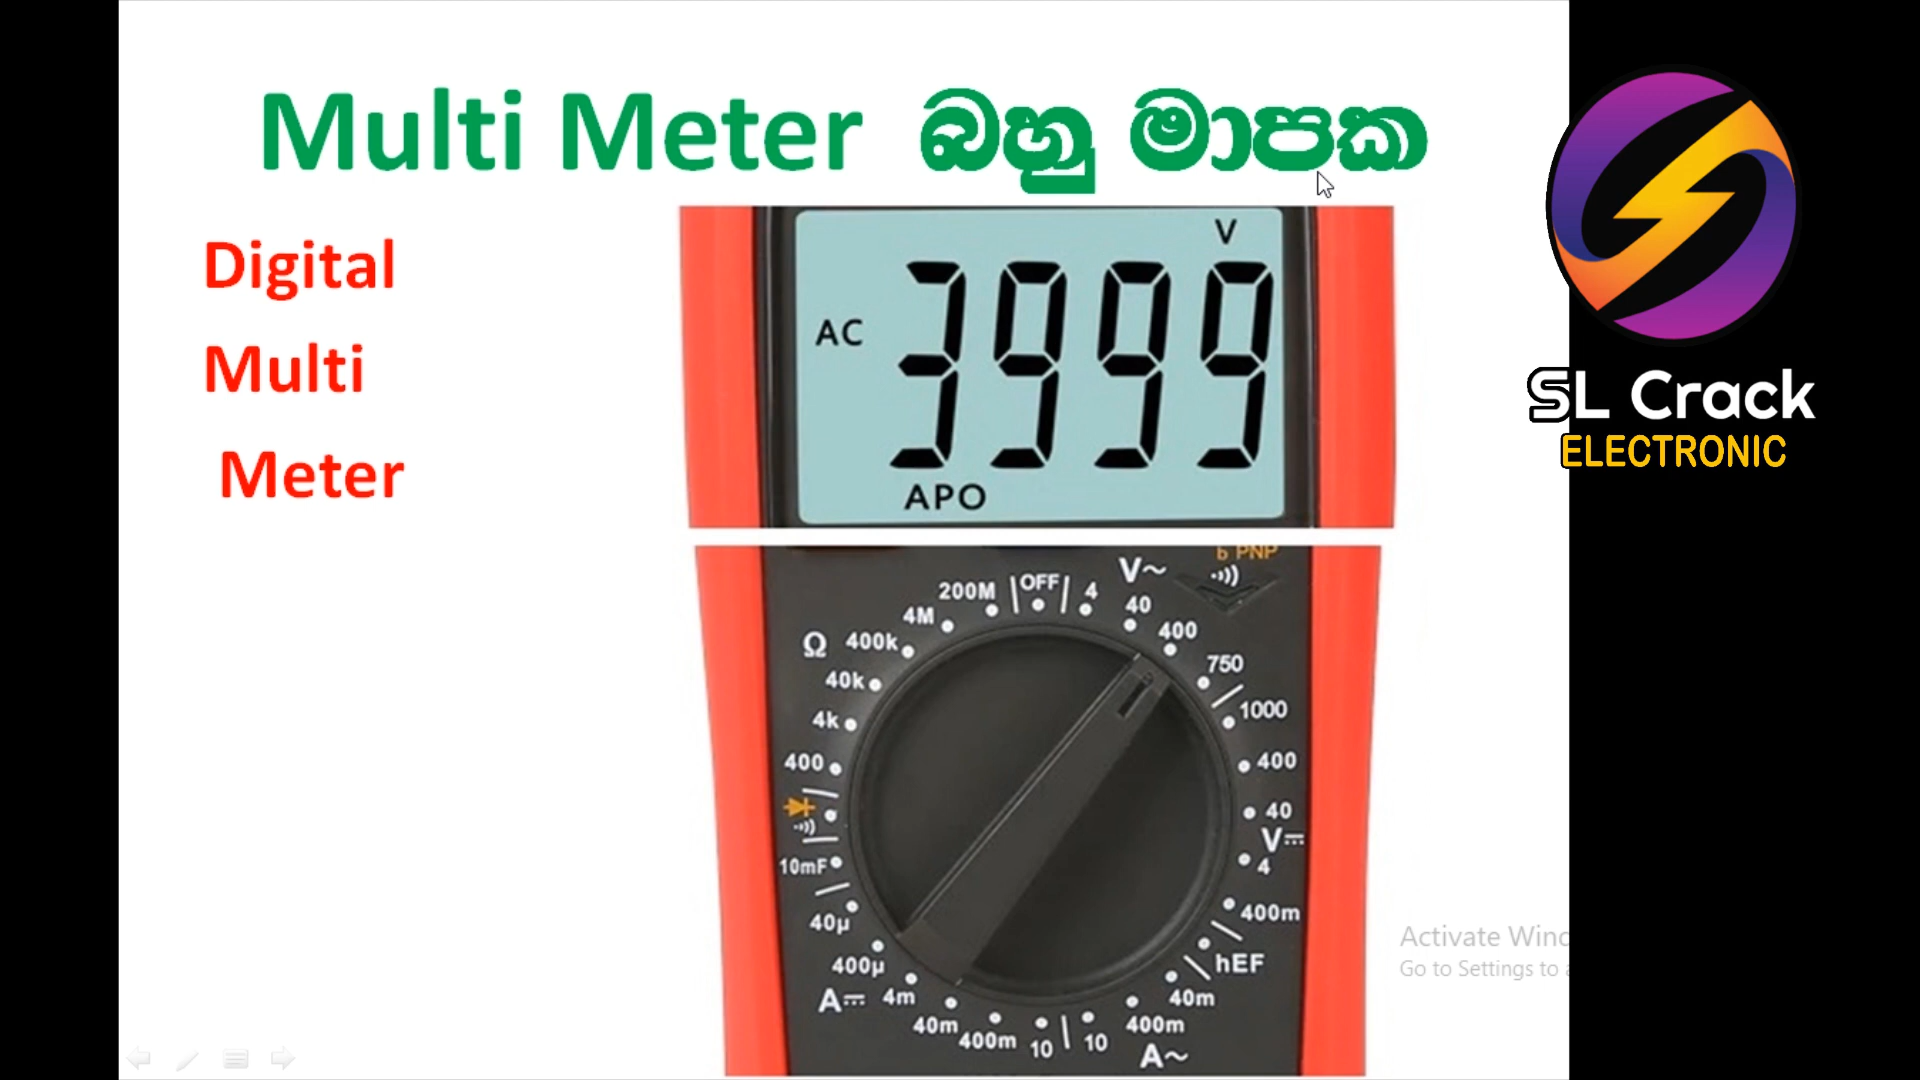 Multi Meter බහු මාපක
Digital
Multi
Meter
V
AC
3999
APO
SL Crack
ELECTRONIC
b PNP
OFF
4
V~
40
400
750
1000
400
40
V⎓
4
400m
hEF
40m
400m
A~
10
10
400m
40m
4m
A⎓
400µ
40µ
10mF
400
4k
40k
Ω
400k
4M
200M
Activate Wind
Go to Settings to a